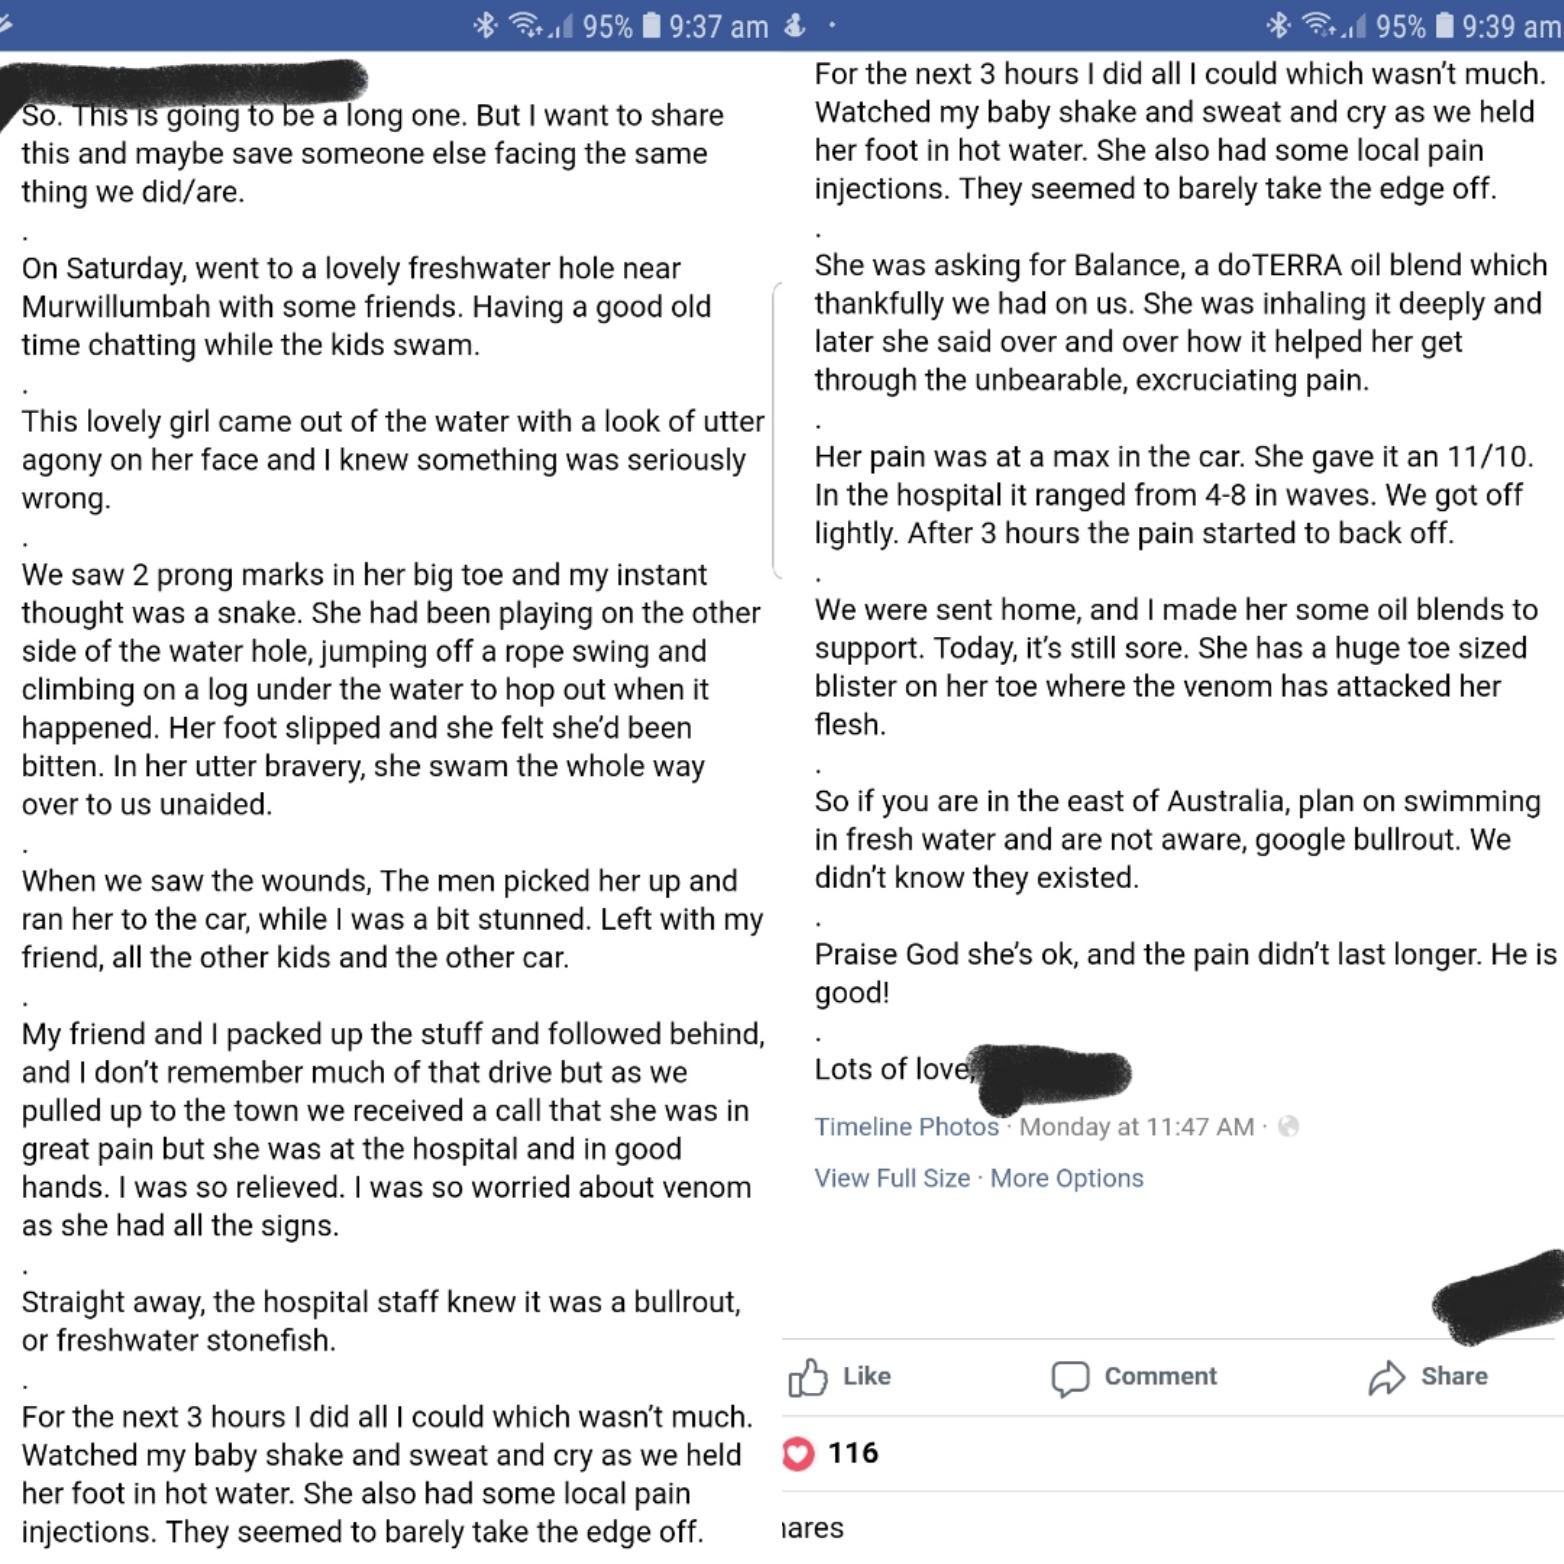 95% 9:37 am
So. This is going to be a long one. But I want to share
this and maybe save someone else facing the same
thing we did/are.
.
On Saturday, went to a lovely freshwater hole near
Murwillumbah with some friends. Having a good old
time chatting while the kids swam.
.
This lovely girl came out of the water with a look of utter
agony on her face and I knew something was seriously
wrong.
.
We saw 2 prong marks in her big toe and my instant
thought was a snake. She had been playing on the other
side of the water hole, jumping off a rope swing and
climbing on a log under the water to hop out when it
happened. Her foot slipped and she felt she’d been
bitten. In her utter bravery, she swam the whole way
over to us unaided.
.
When we saw the wounds, The men picked her up and
ran her to the car, while I was a bit stunned. Left with my
friend, all the other kids and the other car.
.
My friend and I packed up the stuff and followed behind,
and I don’t remember much of that drive but as we
pulled up to the town we received a call that she was in
great pain but she was at the hospital and in good
hands. I was so relieved. I was so worried about venom
as she had all the signs.
.
Straight away, the hospital staff knew it was a bullrout,
or freshwater stonefish.
.
For the next 3 hours I did all I could which wasn’t much.
Watched my baby shake and sweat and cry as we held
her foot in hot water. She also had some local pain
injections. They seemed to barely take the edge off.
95% 9:39 am
For the next 3 hours I did all I could which wasn’t much.
Watched my baby shake and sweat and cry as we held
her foot in hot water. She also had some local pain
injections. They seemed to barely take the edge off.
.
She was asking for Balance, a doTERRA oil blend which
thankfully we had on us. She was inhaling it deeply and
later she said over and over how it helped her get
through the unbearable, excruciating pain.
.
Her pain was at a max in the car. She gave it an 11/10.
In the hospital it ranged from 4-8 in waves. We got off
lightly. After 3 hours the pain started to back off.
.
We were sent home, and I made her some oil blends to
support. Today, it’s still sore. She has a huge toe sized
blister on her toe where the venom has attacked her
flesh.
.
So if you are in the east of Australia, plan on swimming
in fresh water and are not aware, google bullrout. We
didn’t know they existed.
.
Praise God she’s ok, and the pain didn’t last longer. He is
good!
.
Lots of love,
Timeline Photos · Monday at 11:47 AM ·
View Full Size · More Options
Like Comment Share
116
ares